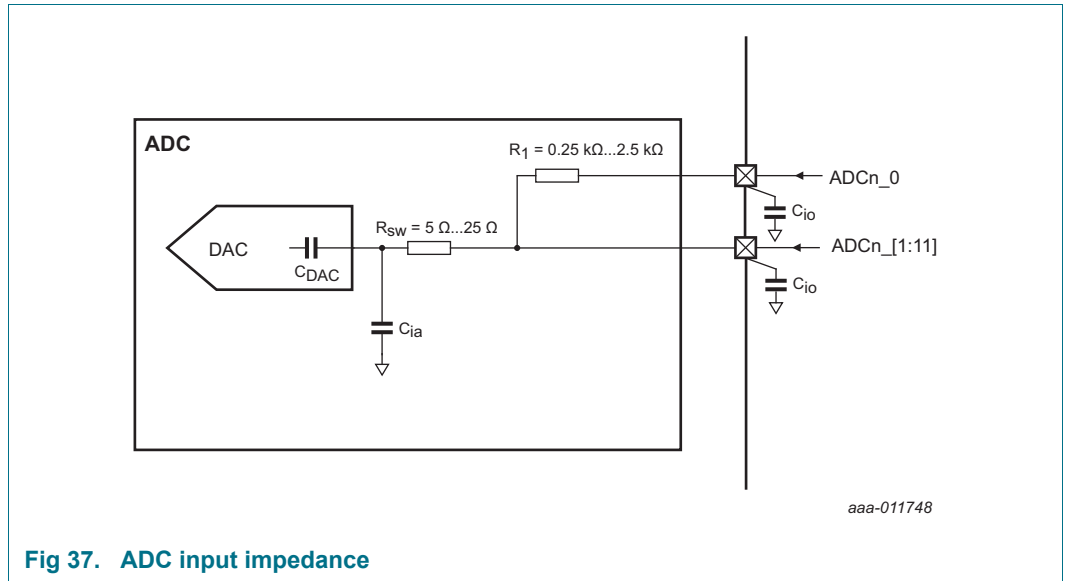 ADC
R1 = 0.25 kΩ...2.5 kΩ
ADCn_0
Cio
Rsw = 5 Ω...25 Ω
DAC
CDAC
ADCn_[1:11]
Cio
Cia
aaa-011748
Fig 37. ADC input impedance